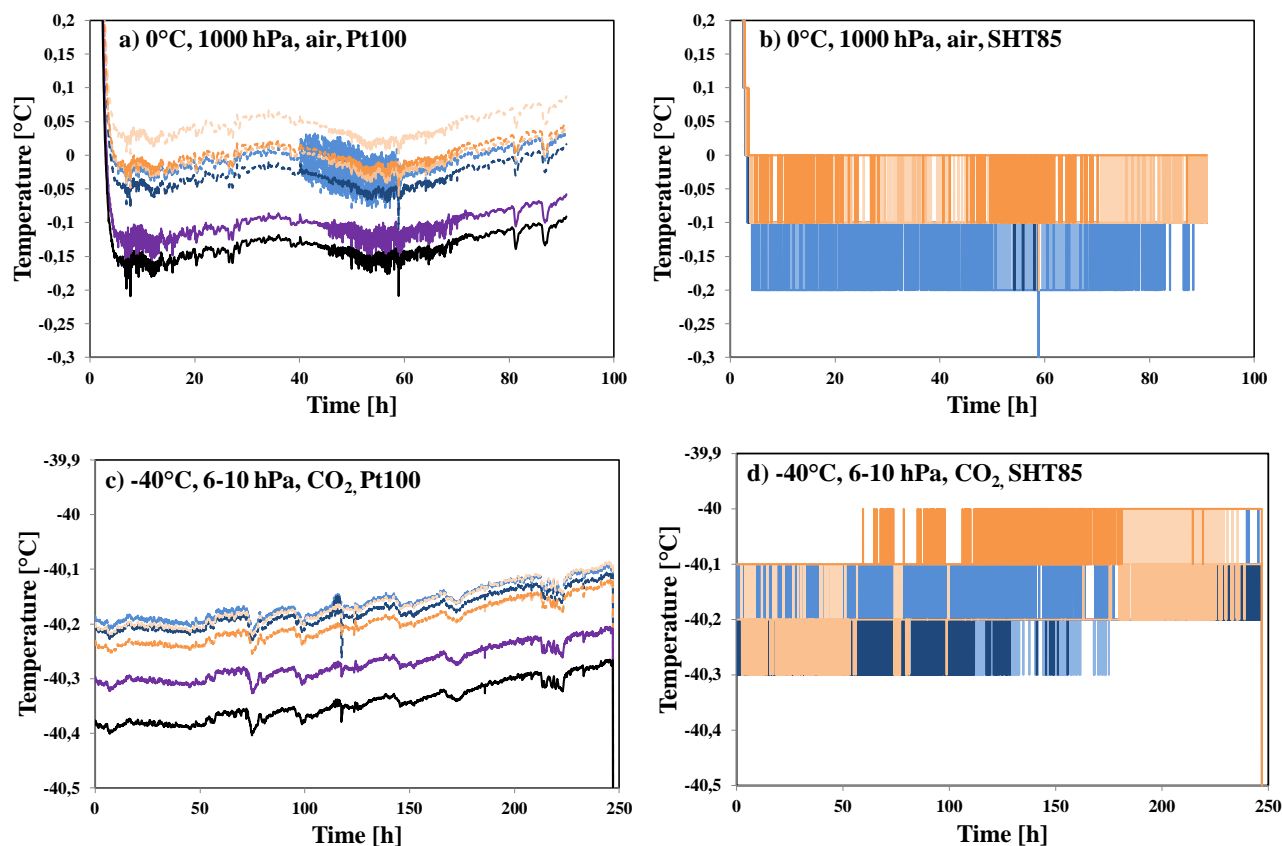 a) 0°C, 1000 hPa, air, Pt100
Temperature [°C]
0,2
0,15
0,1
0,05
0
-0,05
-0,1
-0,15
-0,2
-0,25
-0,3
0 20 40 60 80 100
Time [h]
b) 0°C, 1000 hPa, air, SHT85
Temperature [°C]
0,2
0,15
0,1
0,05
0
-0,05
-0,1
-0,15
-0,2
-0,25
-0,3
0 20 40 60 80 100
Time [h]
c) -40°C, 6-10 hPa, CO₂, Pt100
Temperature [°C]
-39,9
-40
-40,1
-40,2
-40,3
-40,4
-40,5
0 50 100 150 200 250
Time [h]
d) -40°C, 6-10 hPa, CO₂, SHT85
Temperature [°C]
-39,9
-40
-40,1
-40,2
-40,3
-40,4
-40,5
0 50 100 150 200 250
Time [h]